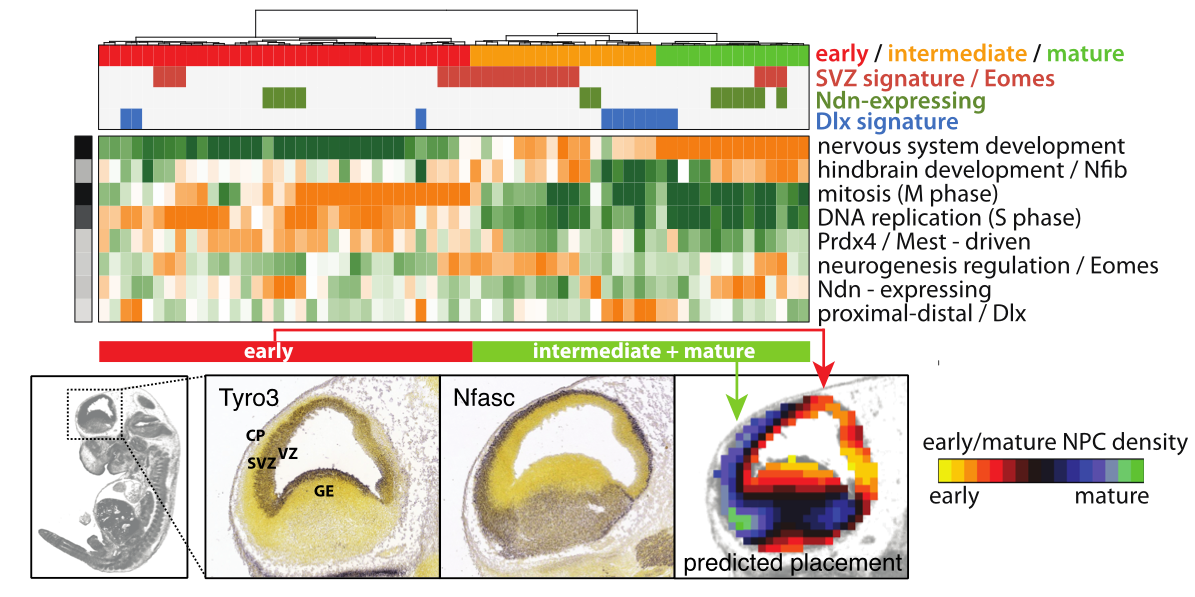 early / intermediate / mature
SVZ signature / Eomes
Ndn-expressing
Dlx signature
nervous system development
hindbrain development / Nfib
mitosis (M phase)
DNA replication (S phase)
Prdx4 / Mest - driven
neurogenesis regulation / Eomes
Ndn - expressing
proximal-distal / Dlx
early
intermediate + mature
Tyro3
CP
SVZ
VZ
GE
Nfasc
predicted placement
early/mature NPC density
early
mature